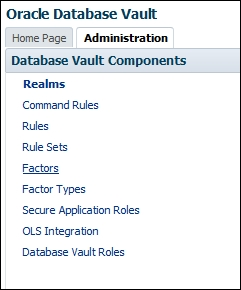 Oracle Database Vault
Home Page Administration
Database Vault Components
Realms
Command Rules
Rules
Rule Sets
Factors
Factor Types
Secure Application Roles
OLS Integration
Database Vault Roles